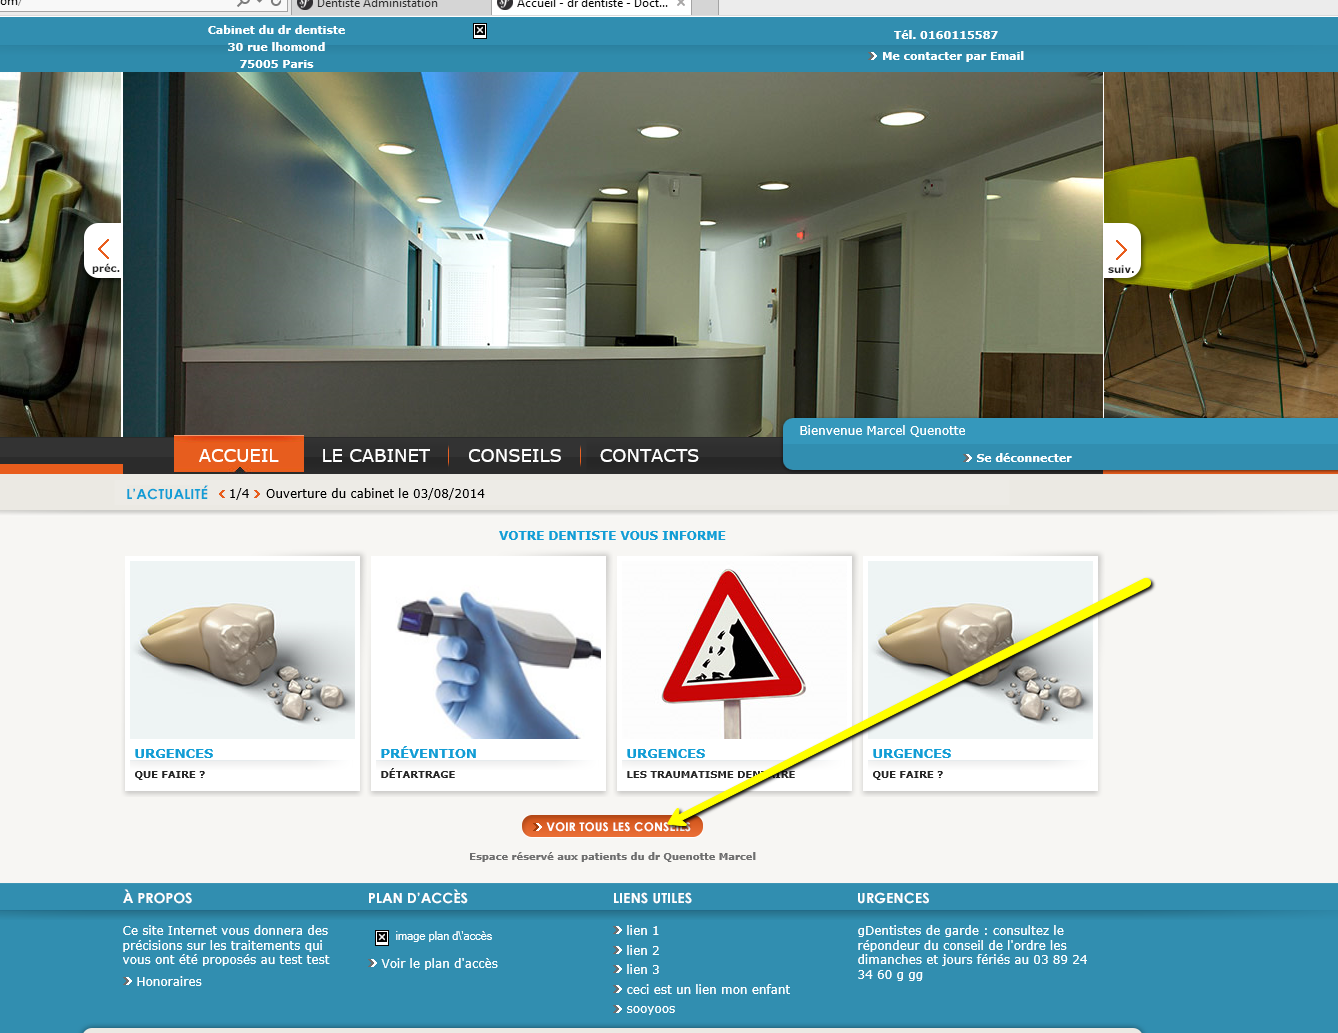 om/
Dentiste Administation
Accueil - dr dentiste - Doct...
Cabinet du dr dentiste
30 rue lhomond
75005 Paris
Tél. 0160115587
Me contacter par Email
préc.
suiv.
Bienvenue Marcel Quenotte
Se déconnecter
ACCUEIL
LE CABINET
CONSEILS
CONTACTS
L'ACTUALITÉ
1/4
Ouverture du cabinet le 03/08/2014
VOTRE DENTISTE VOUS INFORME
URGENCES
QUE FAIRE ?
PRÉVENTION
DÉTARTRAGE
URGENCES
LES TRAUMATISME DENTAIRE
URGENCES
QUE FAIRE ?
VOIR TOUS LES CONSEILS
Espace réservé aux patients du dr Quenotte Marcel
À PROPOS
Ce site Internet vous donnera des
précisions sur les traitements qui
vous ont été proposés au test test
Honoraires
PLAN D'ACCÈS
image plan d\'accès
Voir le plan d'accès
LIENS UTILES
lien 1
lien 2
lien 3
ceci est un lien mon enfant
sooyoos
URGENCES
gDentistes de garde : consultez le
répondeur du conseil de l'ordre les
dimanches et jours fériés au 03 89 24
34 60 g gg